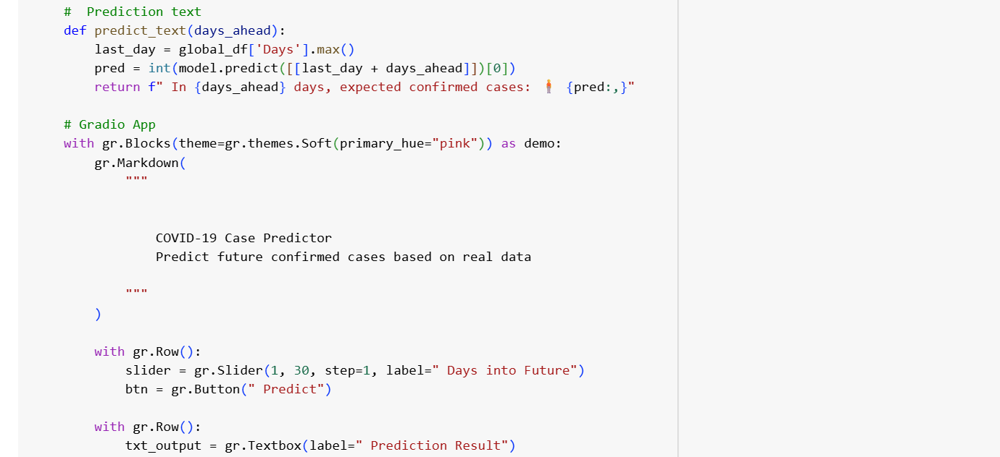 #  Prediction text
def predict_text(days_ahead):
    last_day = global_df['Days'].max()
    pred = int(model.predict([[last_day + days_ahead]])[0])
    return f" In {days_ahead} days, expected confirmed cases: 🧍 {pred:,}"

# Gradio App
with gr.Blocks(theme=gr.themes.Soft(primary_hue="pink")) as demo:
    gr.Markdown(
        """


            COVID-19 Case Predictor
            Predict future confirmed cases based on real data

        """
    )

    with gr.Row():
        slider = gr.Slider(1, 30, step=1, label=" Days into Future")
        btn = gr.Button(" Predict")

    with gr.Row():
        txt_output = gr.Textbox(label=" Prediction Result")